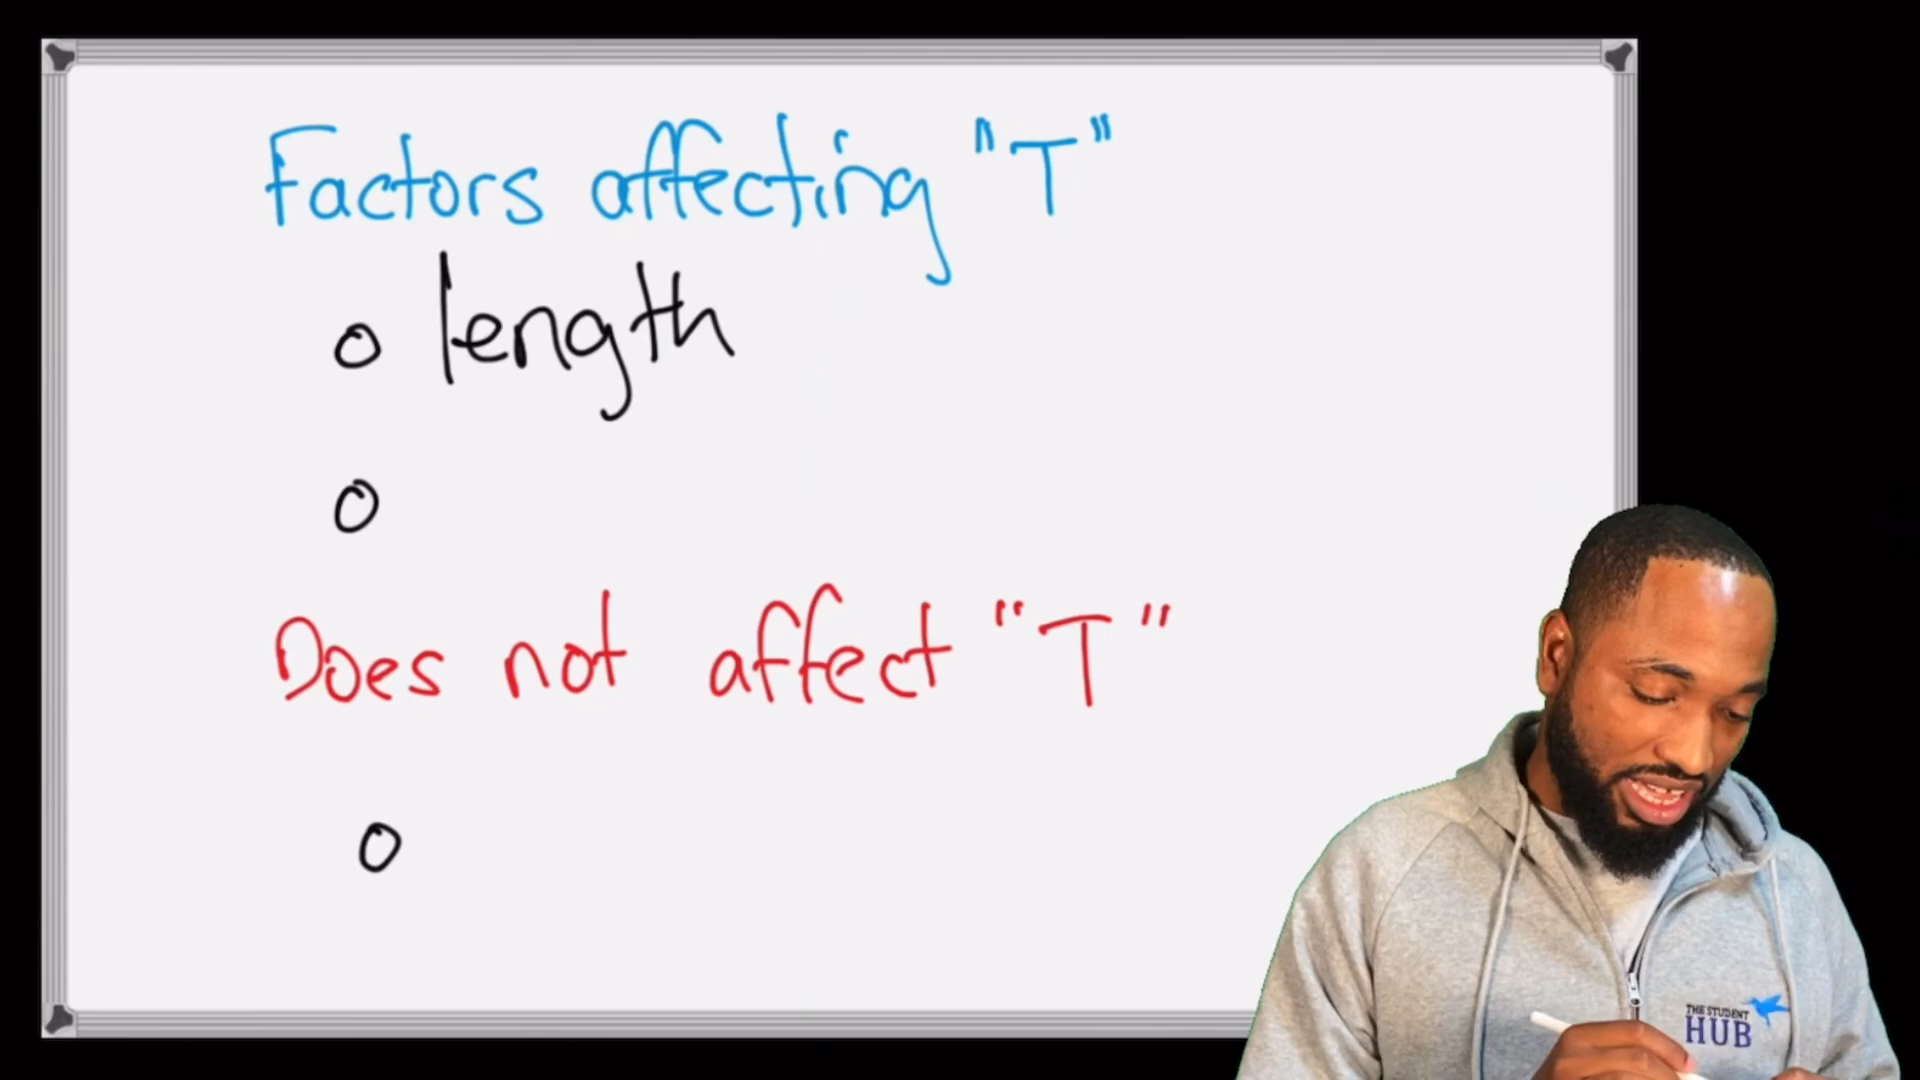 Factors affecting "T"
o length
o
Does not affect "T"
o
THE STUDENT
HUB